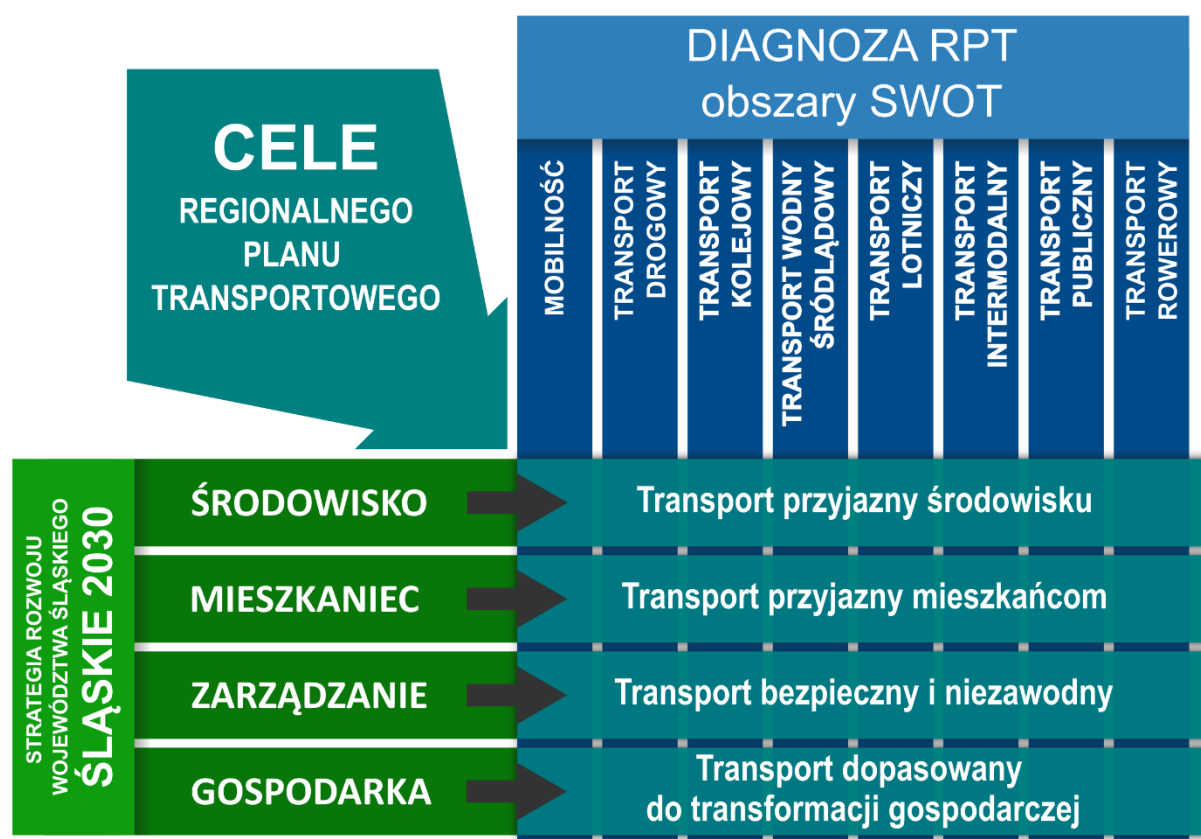 DIAGNOZA RPT
obszary SWOT
CELE
REGIONALNEGO
PLANU
TRANSPORTOWEGO
MOBILNOŚĆ
TRANSPORT
DROGOWY
TRANSPORT
KOLEJOWY
TRANSPORT WODNY
ŚRÓDLĄDOWY
TRANSPORT
LOTNICZY
TRANSPORT
INTERMODALNY
TRANSPORT
PUBLICZNY
TRANSPORT
ROWEROWY
STRATEGIA ROZWOJU
WOJEWÓDZTWA ŚLĄSKIEGO
ŚLĄSKIE 2030
ŚRODOWISKO
Transport przyjazny środowisku
MIESZKANIEC
Transport przyjazny mieszkańcom
ZARZĄDZANIE
Transport bezpieczny i niezawodny
GOSPODARKA
Transport dopasowany
do transformacji gospodarczej